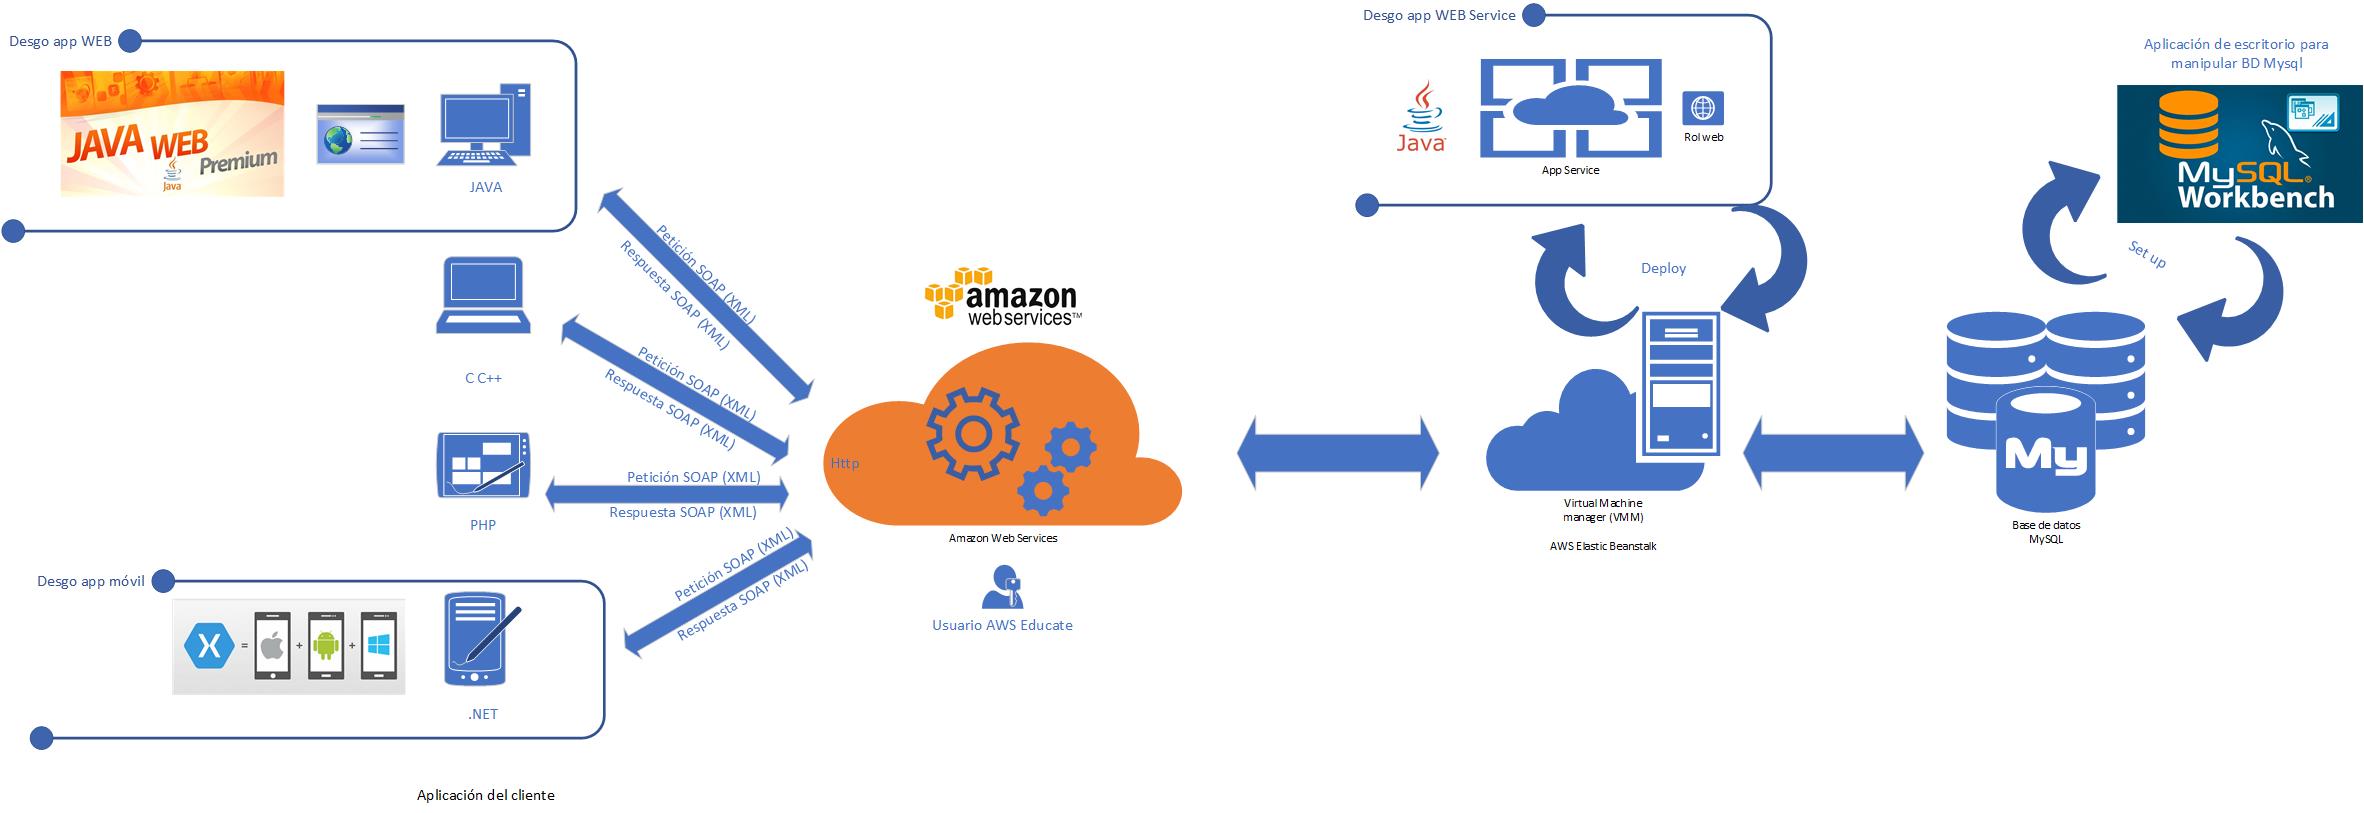 Desgo app WEB
JAVA WEB
Premium
Java
JAVA
C C++
PHP
Desgo app móvil
X = + +
.NET
Aplicación del cliente
Petición SOAP (XML)
Respuesta SOAP (XML)
Petición SOAP (XML)
Respuesta SOAP (XML)
Petición SOAP (XML)
Respuesta SOAP (XML)
Petición SOAP (XML)
Respuesta SOAP (XML)
amazon
webservices™
Http
Amazon Web Services
Usuario AWS Educate
Desgo app WEB Service
Java™
App Service
Rol web
Deploy
Virtual Machine
manager (VMM)
AWS Elastic Beanstalk
Aplicación de escritorio para
manipular BD Mysql
MySQL®
Workbench
Set up
My
Base de datos
MySQL